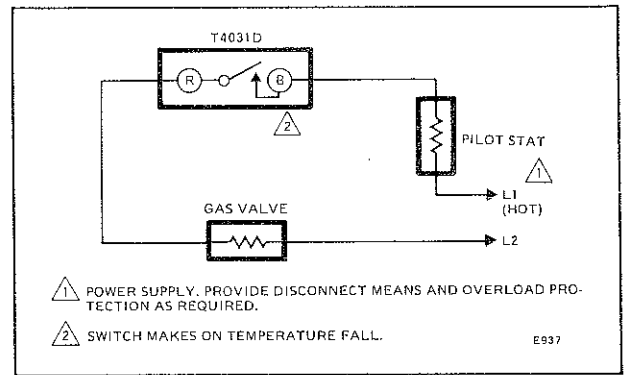 T4031D
R
B
2
PILOT STAT
1
L1
(HOT)
GAS VALVE
L2
1 POWER SUPPLY. PROVIDE DISCONNECT MEANS AND OVERLOAD PRO-
TECTION AS REQUIRED.
2 SWITCH MAKES ON TEMPERATURE FALL.
E937